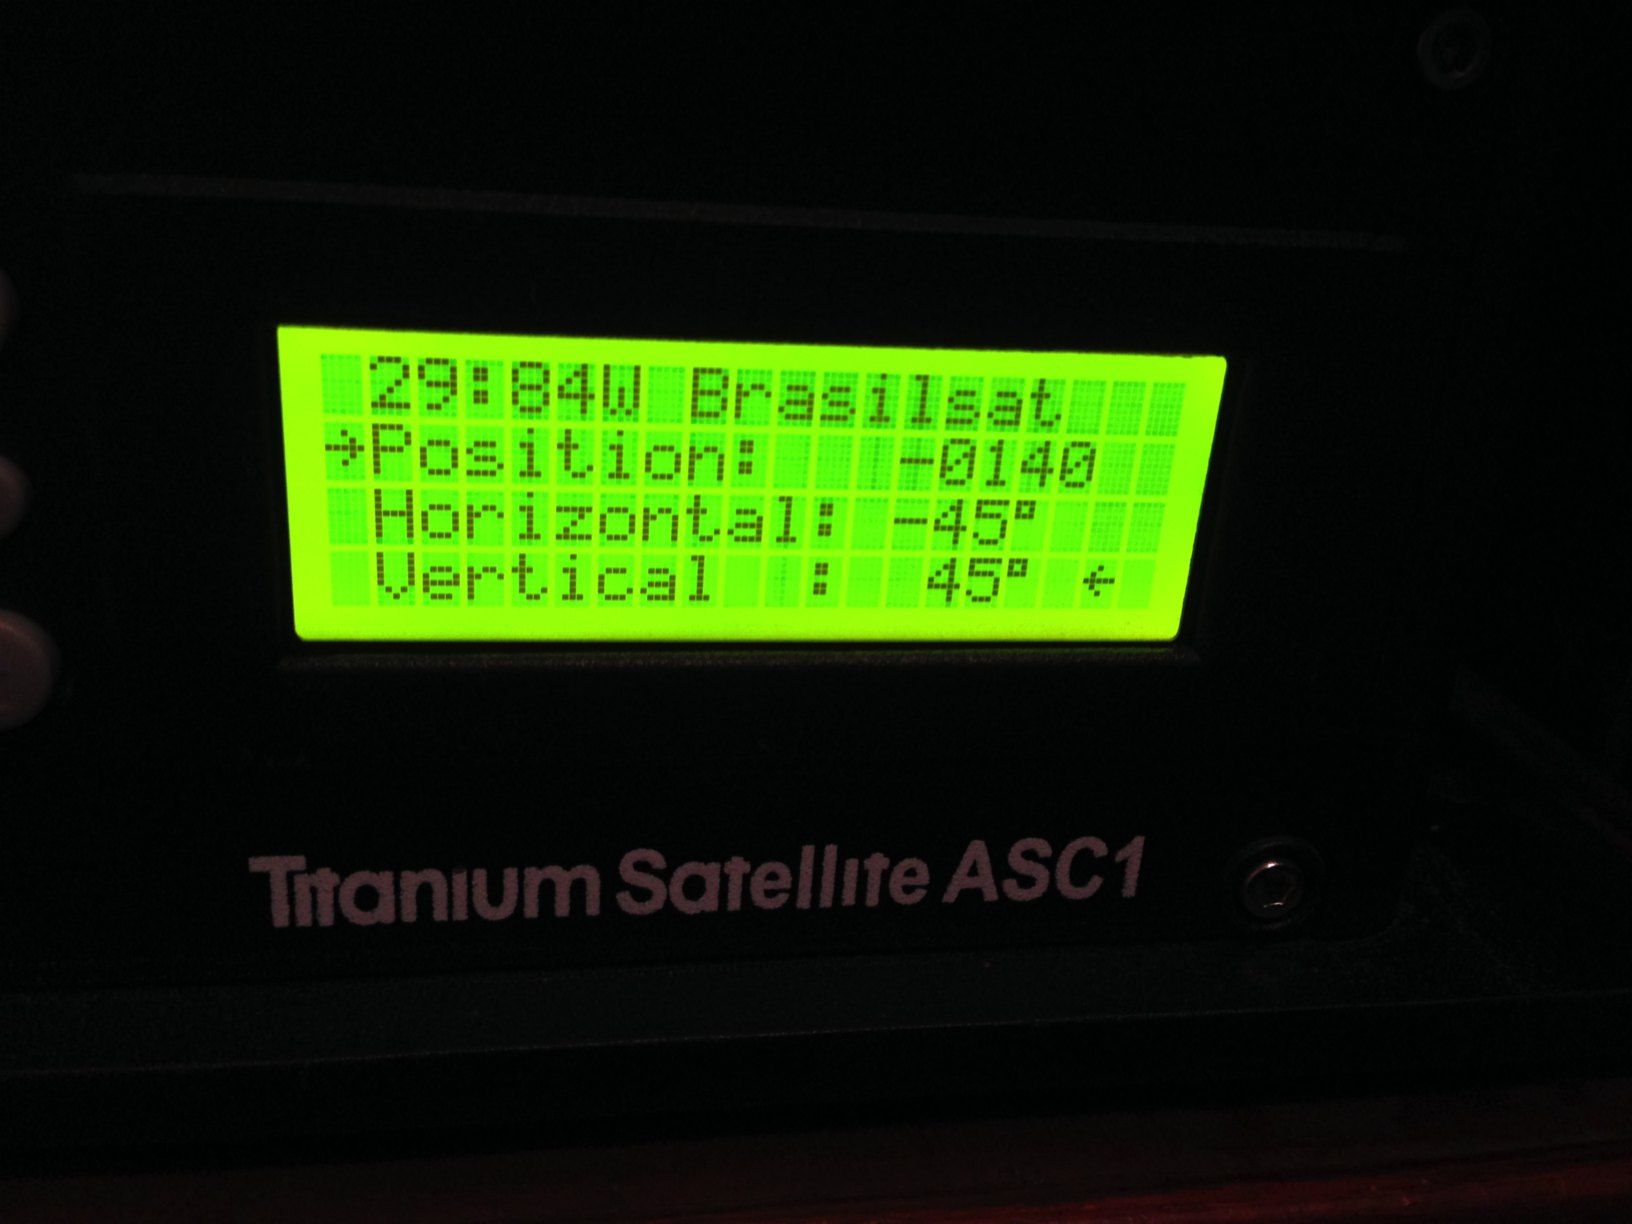 29:84W Brasilsat
→Position: -0140
Horizontal: -45°
Vertical : 45° ←
Titanium Satellite ASC1